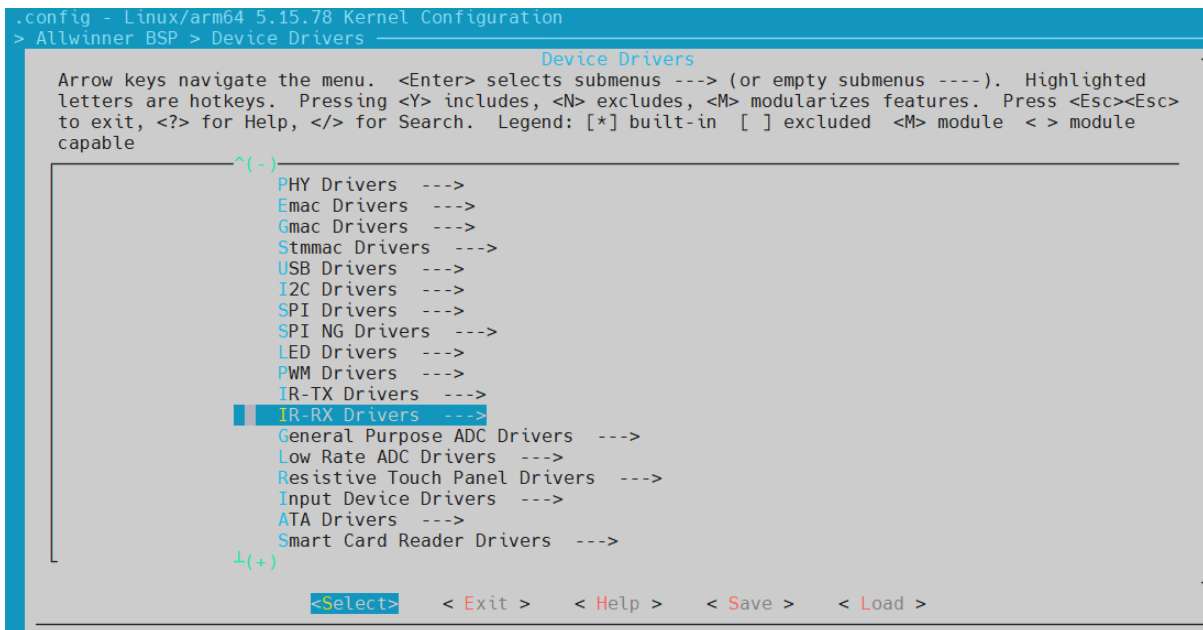 .config - Linux/arm64 5.15.78 Kernel Configuration
> Allwinner BSP > Device Drivers
Device Drivers
Arrow keys navigate the menu.  <Enter> selects submenus ---> (or empty submenus ----).  Highlighted
letters are hotkeys.  Pressing <Y> includes, <N> excludes, <M> modularizes features.  Press <Esc><Esc>
to exit, <?> for Help, </> for Search.  Legend: [*] built-in  [ ] excluded  <M> module  < > module
capable
^(-)
PHY Drivers  --->
Emac Drivers  --->
Gmac Drivers  --->
Stmmac Drivers  --->
USB Drivers  --->
I2C Drivers  --->
SPI Drivers  --->
SPI NG Drivers  --->
LED Drivers  --->
PWM Drivers  --->
IR-TX Drivers  --->
IR-RX Drivers  --->
General Purpose ADC Drivers  --->
Low Rate ADC Drivers  --->
Resistive Touch Panel Drivers  --->
Input Device Drivers  --->
ATA Drivers  --->
Smart Card Reader Drivers  --->
┴(+)
<Select>    < Exit >    < Help >    < Save >    < Load >